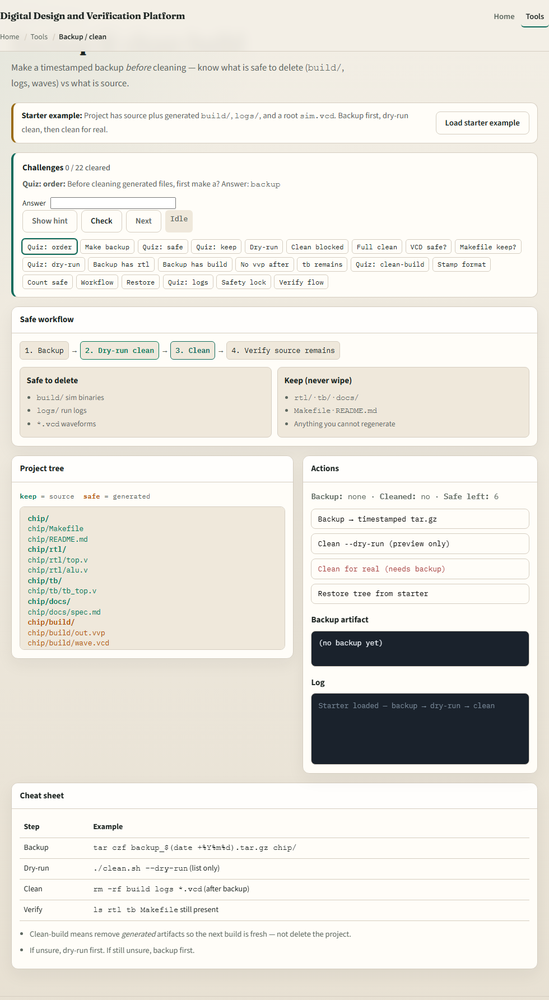 Digital Design and Verification Platform
Home
Tools
Home / Tools / Backup / clean
Make a timestamped backup before cleaning — know what is safe to delete (build/,
logs, waves) vs what is source.
Starter example: Project has source plus generated build/, logs/, and a root sim.vcd. Backup first, dry-run
clean, then clean for real.
Load starter example
Challenges 0 / 22 cleared
Quiz: order: Before cleaning generated files, first make a? Answer: backup
Answer
Show hint
Check
Next
Idle
Quiz: order
Make backup
Quiz: safe
Quiz: keep
Dry-run
Clean blocked
Full clean
VCD safe?
Makefile keep?
Quiz: dry-run
Backup has rtl
Backup has build
No vvp after
tb remains
Quiz: clean-build
Stamp format
Count safe
Workflow
Restore
Quiz: logs
Safety lock
Verify flow
Safe workflow
1. Backup → 2. Dry-run clean → 3. Clean → 4. Verify source remains
Safe to delete
• build/ sim binaries
• logs/ run logs
• *.vcd waveforms
Keep (never wipe)
• rtl/ · tb/ · docs/
• Makefile · README.md
• Anything you cannot regenerate
Project tree
keep = source safe = generated
chip/
chip/Makefile
chip/README.md
chip/rtl/
chip/rtl/top.v
chip/rtl/alu.v
chip/tb/
chip/tb/tb_top.v
chip/docs/
chip/docs/spec.md
chip/build/
chip/build/out.vvp
chip/build/wave.vcd
Actions
Backup: none · Cleaned: no · Safe left: 6
Backup → timestamped tar.gz
Clean --dry-run (preview only)
Clean for real (needs backup)
Restore tree from starter
Backup artifact
(no backup yet)
Log
Starter loaded — backup → dry-run → clean
Cheat sheet
Step Example
Backup tar czf backup_$(date +%Y%m%d).tar.gz chip/
Dry-run ./clean.sh --dry-run (list only)
Clean rm -rf build logs *.vcd (after backup)
Verify ls rtl tb Makefile still present
• Clean-build means remove generated artifacts so the next build is fresh — not delete the project.
• If unsure, dry-run first. If still unsure, backup first.